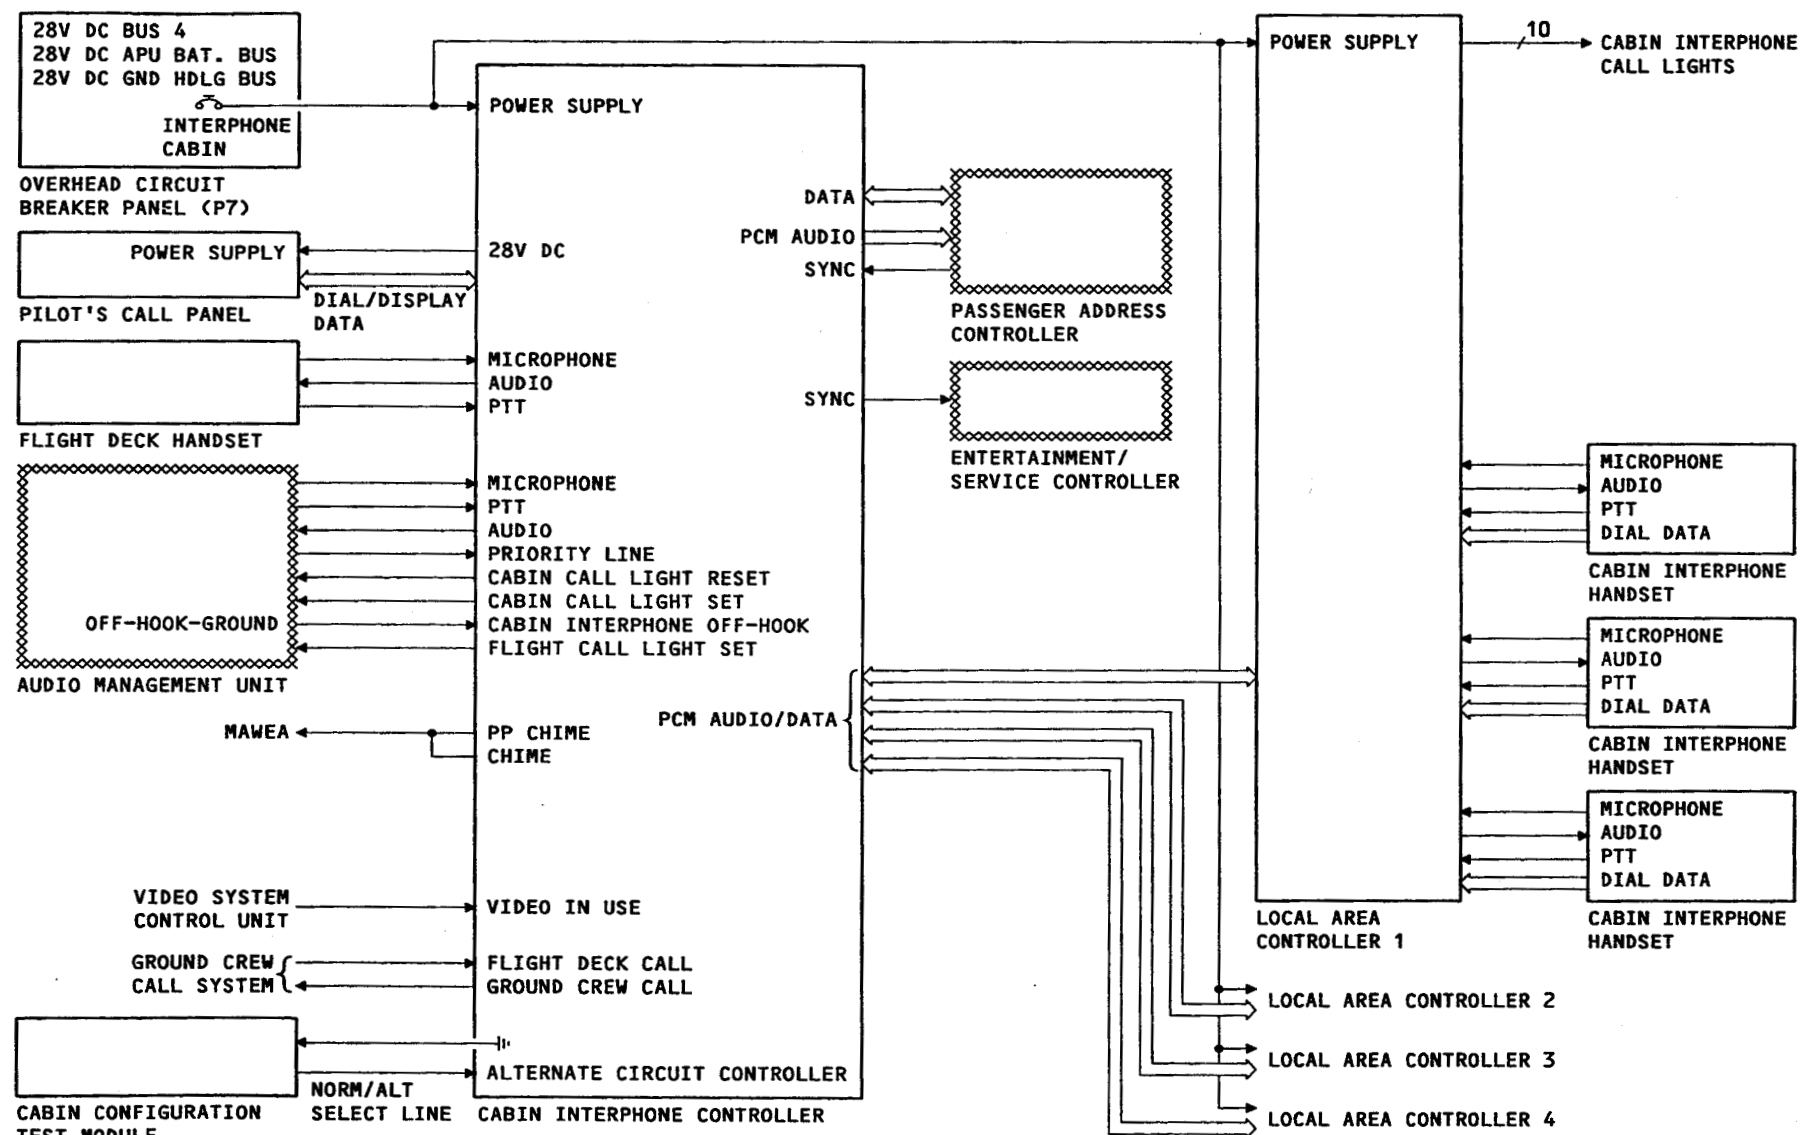 28V DC BUS 4
28V DC APU BAT. BUS
28V DC GND HDLG BUS
INTERPHONE
CABIN
OVERHEAD CIRCUIT
BREAKER PANEL (P7)
POWER SUPPLY
PILOT'S CALL PANEL
DIAL/DISPLAY
DATA
FLIGHT DECK HANDSET
OFF-HOOK-GROUND
AUDIO MANAGEMENT UNIT
MAWEA
VIDEO SYSTEM
CONTROL UNIT
GROUND CREW
CALL SYSTEM
CABIN CONFIGURATION
TEST MODULE
NORM/ALT
SELECT LINE
POWER SUPPLY
28V DC
MICROPHONE
AUDIO
PTT
MICROPHONE
PTT
AUDIO
PRIORITY LINE
CABIN CALL LIGHT RESET
CABIN CALL LIGHT SET
CABIN INTERPHONE OFF-HOOK
FLIGHT CALL LIGHT SET
PP CHIME
CHIME
VIDEO IN USE
FLIGHT DECK CALL
GROUND CREW CALL
ALTERNATE CIRCUIT CONTROLLER
CABIN INTERPHONE CONTROLLER
DATA
PCM AUDIO
SYNC
SYNC
PCM AUDIO/DATA
PASSENGER ADDRESS
CONTROLLER
ENTERTAINMENT/
SERVICE CONTROLLER
POWER SUPPLY
LOCAL AREA
CONTROLLER 1
LOCAL AREA CONTROLLER 2
LOCAL AREA CONTROLLER 3
LOCAL AREA CONTROLLER 4
10
CABIN INTERPHONE
CALL LIGHTS
MICROPHONE
AUDIO
PTT
DIAL DATA
CABIN INTERPHONE
HANDSET
MICROPHONE
AUDIO
PTT
DIAL DATA
CABIN INTERPHONE
HANDSET
MICROPHONE
AUDIO
PTT
DIAL DATA
CABIN INTERPHONE
HANDSET